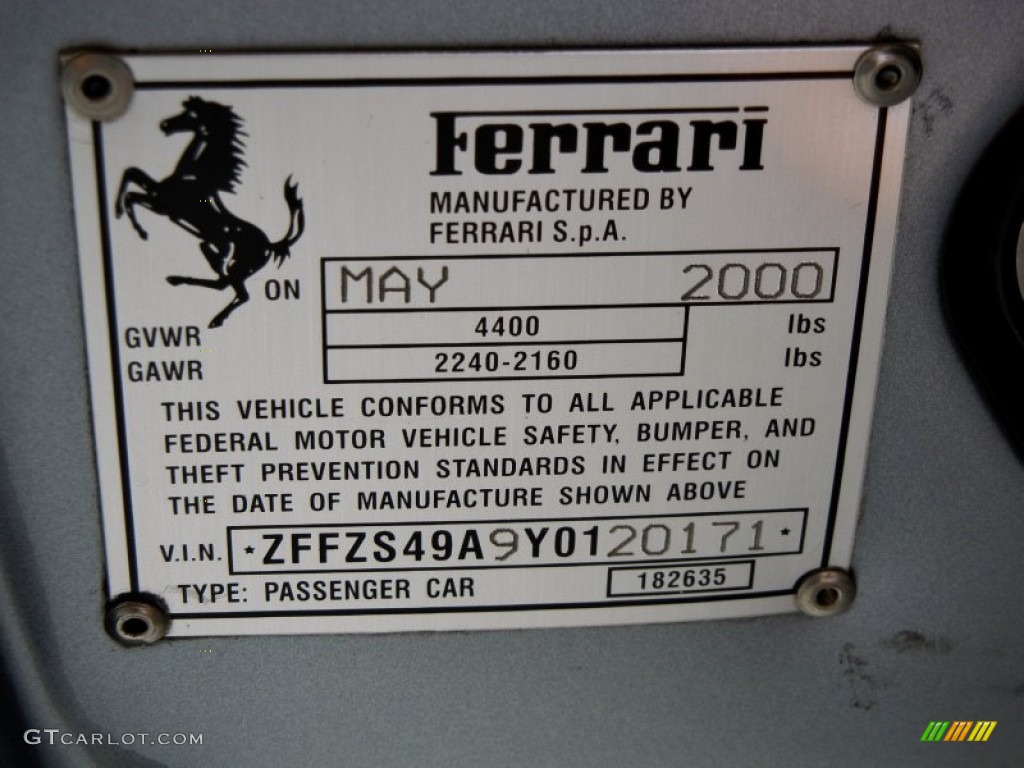 Ferrari
MANUFACTURED BY
FERRARI S.p.A.
ON MAY 2000
GVWR 4400 lbs
GAWR 2240-2160 lbs
THIS VEHICLE CONFORMS TO ALL APPLICABLE
FEDERAL MOTOR VEHICLE SAFETY, BUMPER, AND
THEFT PREVENTION STANDARDS IN EFFECT ON
THE DATE OF MANUFACTURE SHOWN ABOVE
V.I.N. *ZFFZS49A9Y0120171*
TYPE: PASSENGER CAR 182635
GTCARLOT.COM